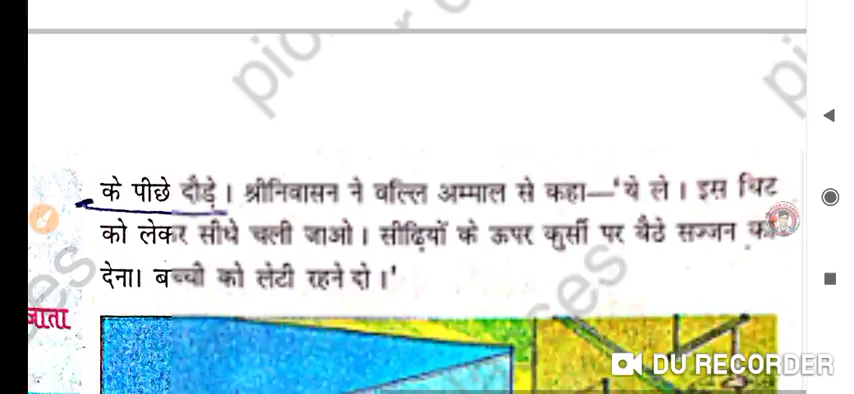 के पीछे दौड़े। श्रीनिवासन ने वल्लि अम्माल से कहा—'ये ले। इस चिट
को लेकर सीधे चली जाओ। सीढ़ियों के ऊपर कुर्सी पर बैठे सज्जन को
देना। बच्ची को लेटी रहने दो।'
जाता
DU RECORDER